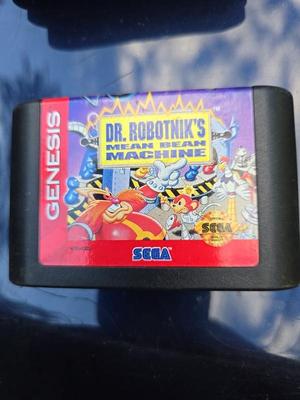 GENESIS
DR. ROBOTNIK'S
MEAN BEAN
MACHINE
SEGA